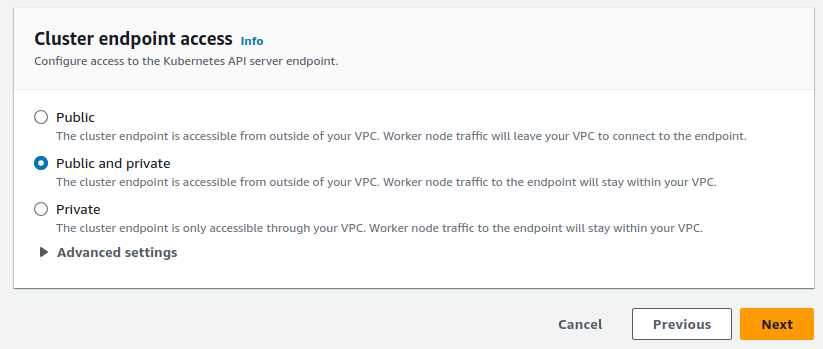 Cluster endpoint access Info
Configure access to the Kubernetes API server endpoint.
Public
The cluster endpoint is accessible from outside of your VPC. Worker node traffic will leave your VPC to connect to the endpoint.
Public and private
The cluster endpoint is accessible from outside of your VPC. Worker node traffic to the endpoint will stay within your VPC.
Private
The cluster endpoint is only accessible through your VPC. Worker node traffic to the endpoint will stay within your VPC.
Advanced settings
Cancel Previous Next